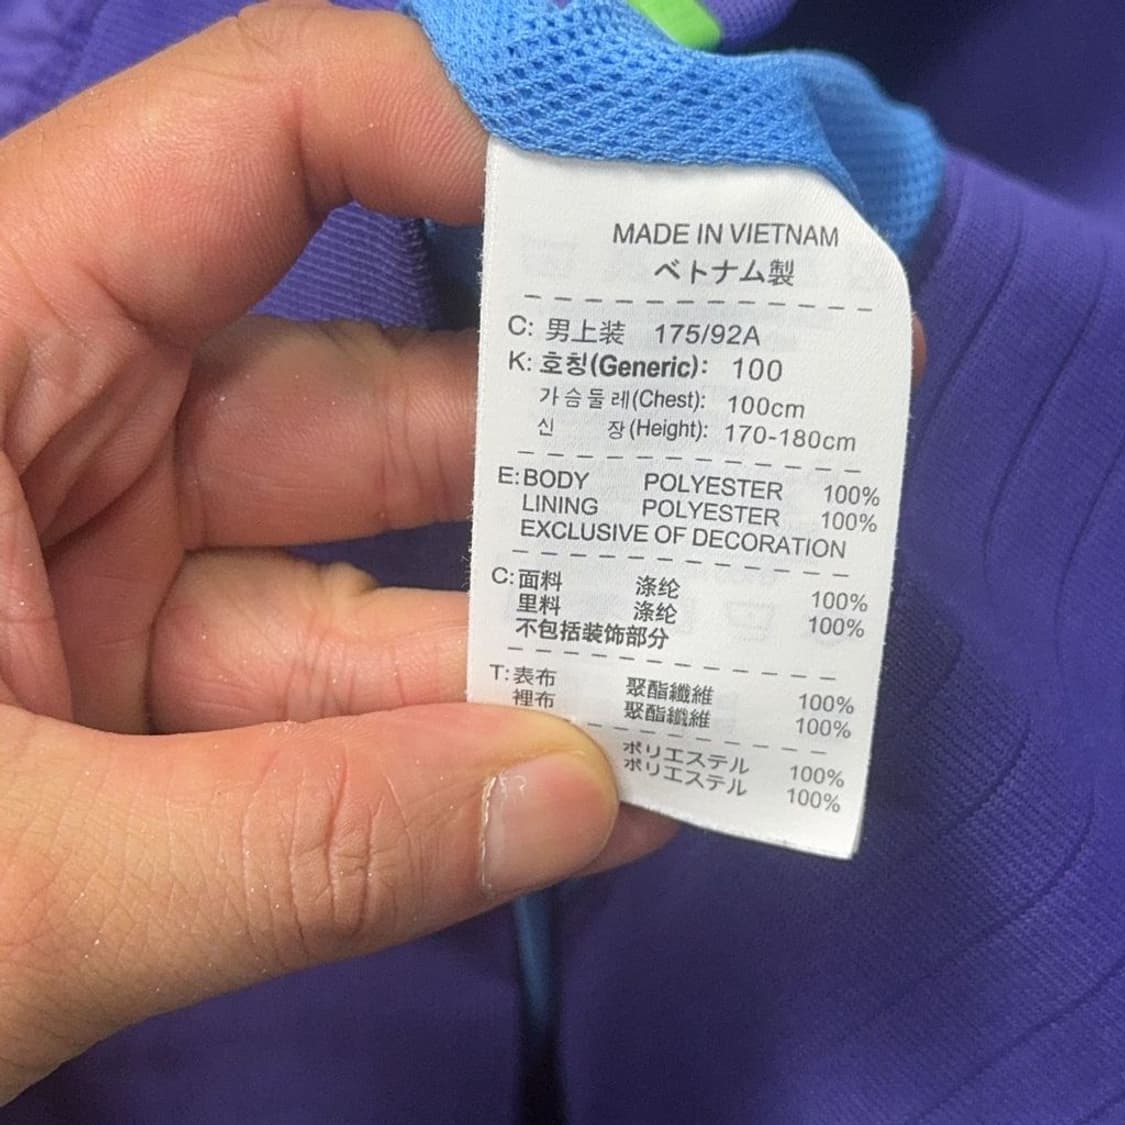 MADE IN VIETNAM
ベトナム製
C: 男上装 175/92A
K: 호칭(Generic): 100
가슴둘레(Chest): 100cm
신 장(Height): 170-180cm
E: BODY POLYESTER 100%
LINING POLYESTER 100%
EXCLUSIVE OF DECORATION
C: 面料 涤纶 100%
里料 涤纶 100%
不包括装饰部分
T: 表布 聚酯纖維 100%
裡布 聚酯纖維 100%
ポリエステル 100%
ポリエステル 100%